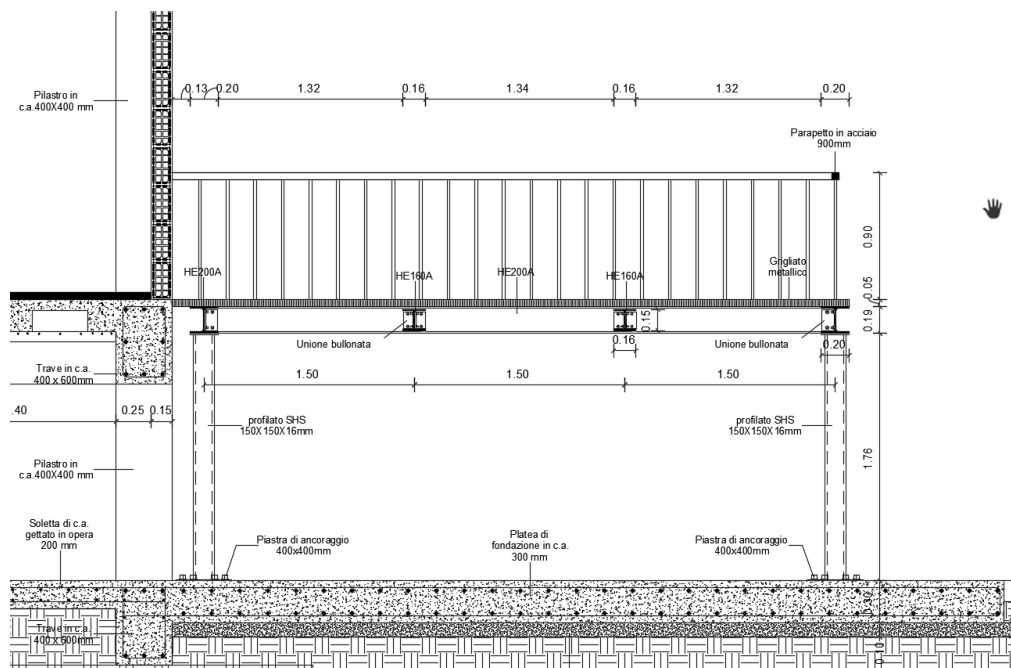 0.13
0.20
1.32
0.16
1.34
0.16
1.32
0.20
Pilastro in
c.a.400X400 mm
Parapetto in acciaio
900mm
0.90
HE200A
HE160A
HE200A
HE160A
Grigliato
metallico
0.05
0.19
0.15
Unione bullonata
0.16
Unione bullonata
0.20
Trave in c.a.
400 x 600mm
1.50
1.50
1.50
.40
0.25
0.15
profilato SHS
150X150X16mm
profilato SHS
150X150X16mm
1.76
Pilastro in
c.a.400X400 mm
Soletta di c.a.
gettato in opera
200 mm
Piastra di ancoraggio
400x400mm
Platea di
fondazione in c.a.
300 mm
Piastra di ancoraggio
400x400mm
Trave in c.a.
400 x 600mm
0.10